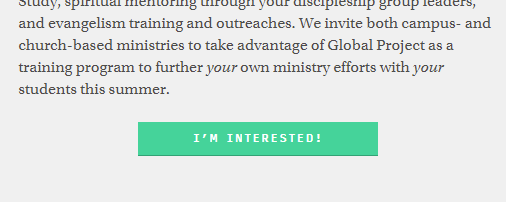 Study, spiritual mentoring through your discipleship group leaders,
and evangelism training and outreaches. We invite both campus- and
church-based ministries to take advantage of Global Project as a
training program to further your own ministry efforts with your
students this summer.
I'M INTERESTED!